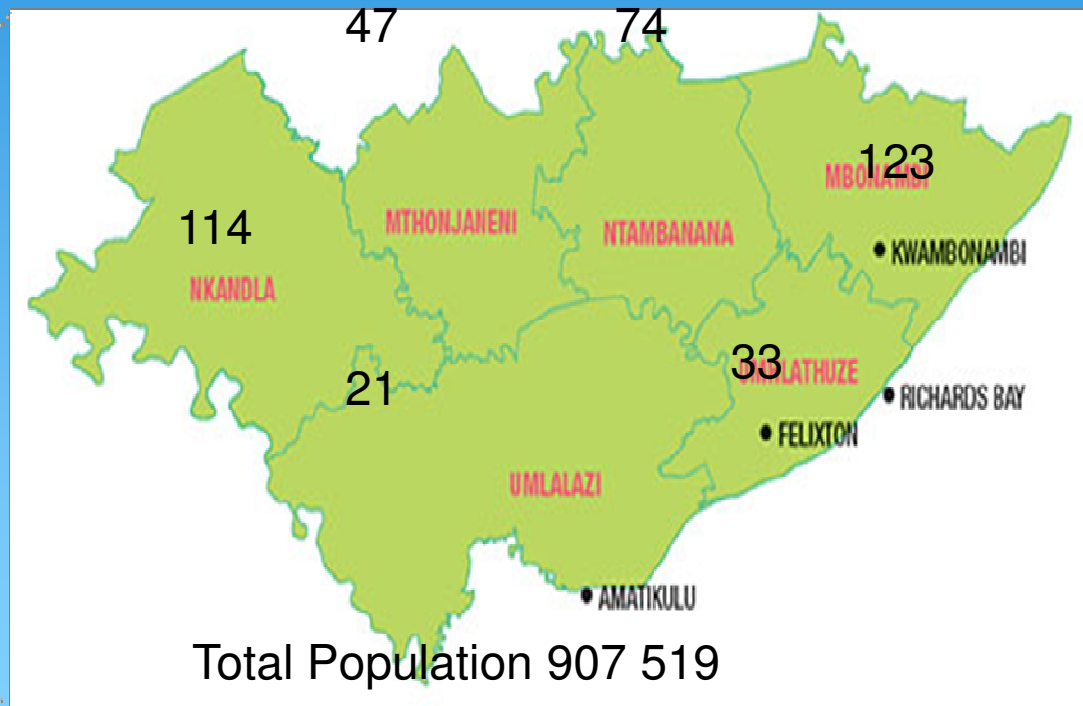 47 74
123
MBONAMBI
114
MTHONJANENI
NTAMBANANA
KWAMBONAMBI
NKANDLA
33
UMHLATHUZE
21
RICHARDS BAY
FELIXTON
UMLALAZI
AMATIKULU
Total Population 907 519